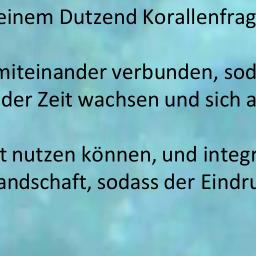 einem Dutzend Korallenfrag
miteinander verbunden, sod
der Zeit wachsen und sich a
t nutzen können, und integr
andschaft, sodass der Eindru